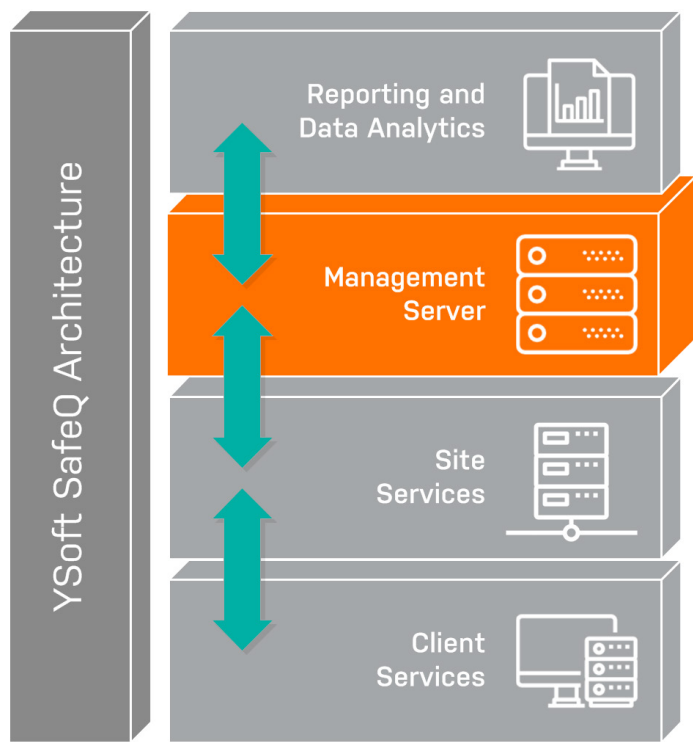 YSoft SafeQ Architecture
Reporting and
Data Analytics
Management
Server
Site
Services
Client
Services